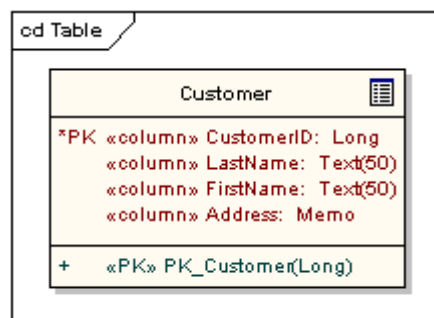 cd Table
Customer
*PK «column» CustomerID: Long
«column» LastName: Text(50)
«column» FirstName: Text(50)
«column» Address: Memo
+ «PK» PK_Customer(Long)